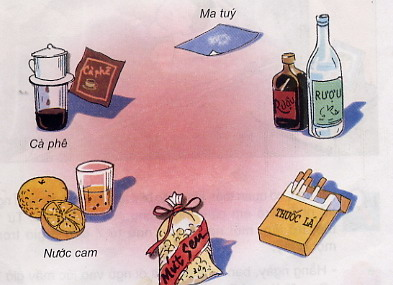 Ma tuý
Cà phê
Rượu
RƯỢU
Cà phê
Nước cam
Mứt Sen
THUỐC LÁ